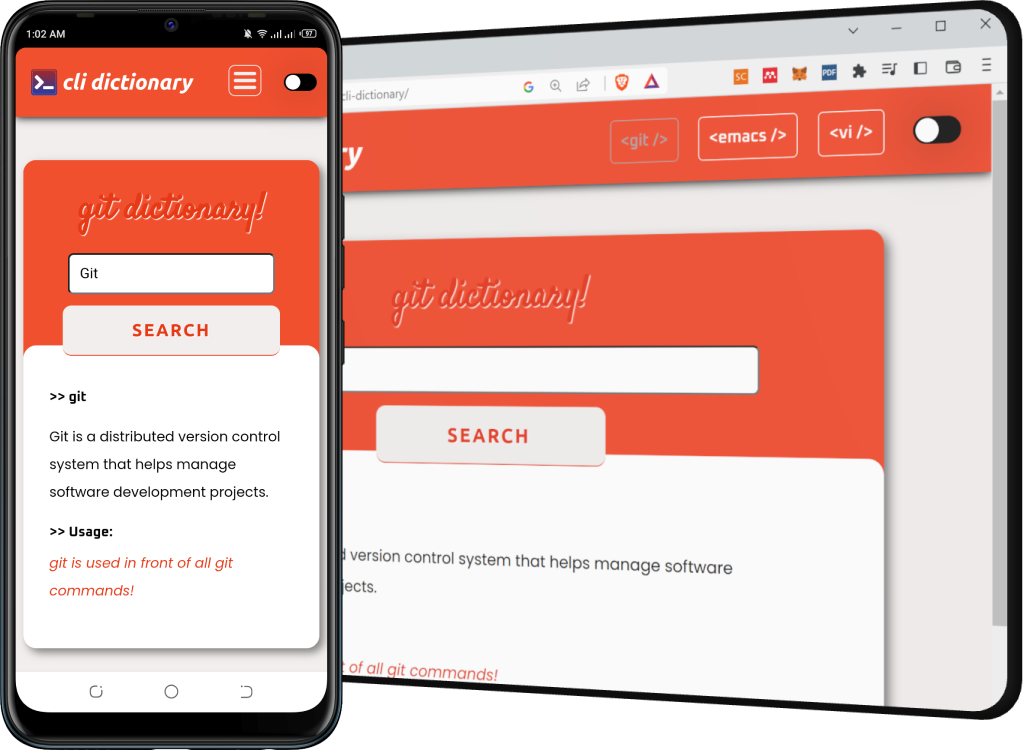 1:02 AM
97
cli dictionary
git dictionary!
Git
SEARCH
>> git
Git is a distributed version control
system that helps manage
software development projects.
>> Usage:
git is used in front of all git
commands!
cli-dictionary/
G
SC
PDF
ry
<git />
<emacs />
<vi />
git dictionary!
SEARCH
d version control system that helps manage software
jects.
t of all git commands!